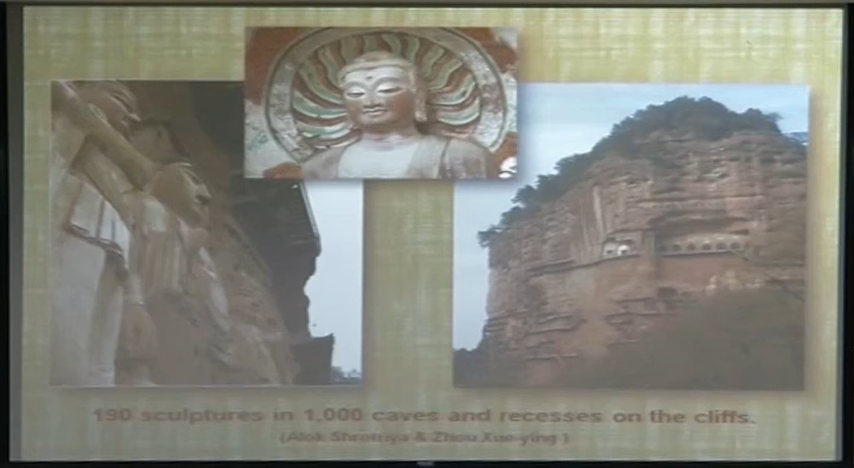 190 sculptures in 1,000 caves and recesses on the cliffs.
(Alok Shrotriya & Zhou Xue-ying )